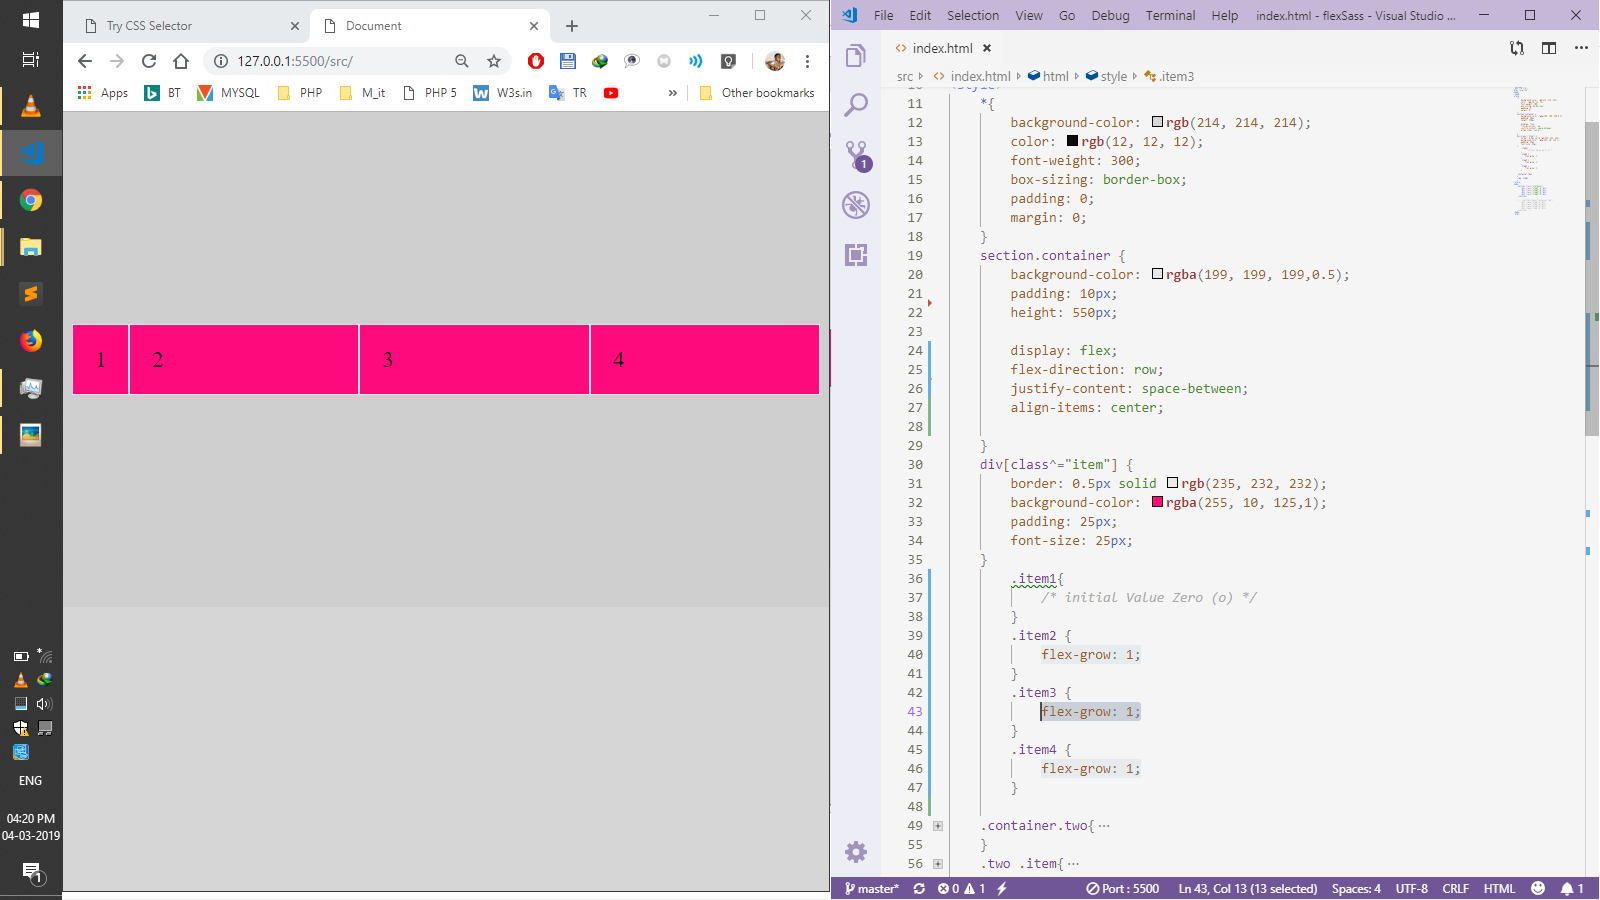 Try CSS Selector
Document
127.0.0.1:5500/src/
Apps
BT
MYSQL
PHP
M_it
PHP 5
W3s.in
TR
»
Other bookmarks
1
2
3
4
ENG
04:20 PM
04-03-2019
1
File Edit Selection View Go Debug Terminal Help
index.html - flexSass - Visual Studio ...
<> index.html
src
<> index.html
html
style
.item3
11 *{
12 background-color: rgb(214, 214, 214);
13 color: rgb(12, 12, 12);
14 font-weight: 300;
15 box-sizing: border-box;
16 padding: 0;
17 margin: 0;
18 }
19 section.container {
20 background-color: rgba(199, 199, 199,0.5);
21 padding: 10px;
22 height: 550px;
23
24 display: flex;
25 flex-direction: row;
26 justify-content: space-between;
27 align-items: center;
28
29 }
30 div[class^="item"] {
31 border: 0.5px solid rgb(235, 232, 232);
32 background-color: rgba(255, 10, 125,1);
33 padding: 25px;
34 font-size: 25px;
35 }
36 .item1{
37 /* initial Value Zero (o) */
38 }
39 .item2 {
40 flex-grow: 1;
41 }
42 .item3 {
43 flex-grow: 1;
44 }
45 .item4 {
46 flex-grow: 1;
47 }
48
49 .container.two{ ...
55 }
56 .two .item{ ...
1
master*
0
1
Port : 5500
Ln 43, Col 13 (13 selected)
Spaces: 4
UTF-8
CRLF
HTML
1